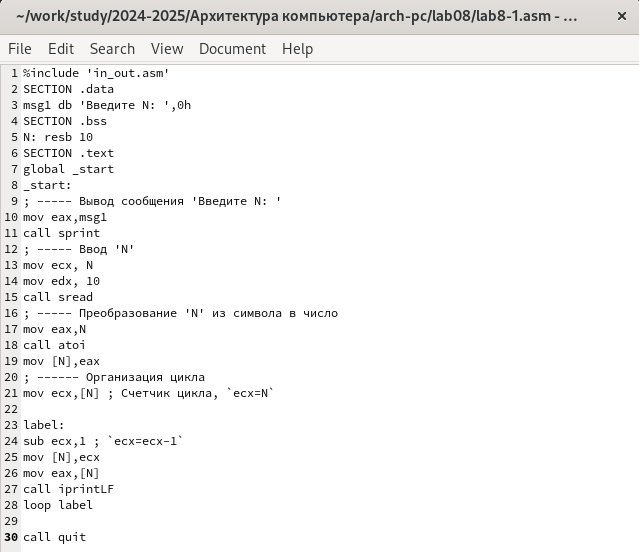 ~/work/study/2024-2025/Архитектура компьютера/arch-pc/lab08/lab8-1.asm - ...
File Edit Search View Document Help
1 %include 'in_out.asm'
2 SECTION .data
3 msg1 db 'Введите N: ',0h
4 SECTION .bss
5 N: resb 10
6 SECTION .text
7 global _start
8 _start:
9 ; ----- Вывод сообщения 'Введите N: '
10 mov eax,msg1
11 call sprint
12 ; ----- Ввод 'N'
13 mov ecx, N
14 mov edx, 10
15 call sread
16 ; ----- Преобразование 'N' из символа в число
17 mov eax,N
18 call atoi
19 mov [N],eax
20 ; ------ Организация цикла
21 mov ecx,[N] ; Счетчик цикла, `ecx=N`
22
23 label:
24 sub ecx,1 ; `ecx=ecx-1`
25 mov [N],ecx
26 mov eax,[N]
27 call iprintLF
28 loop label
29
30 call quit